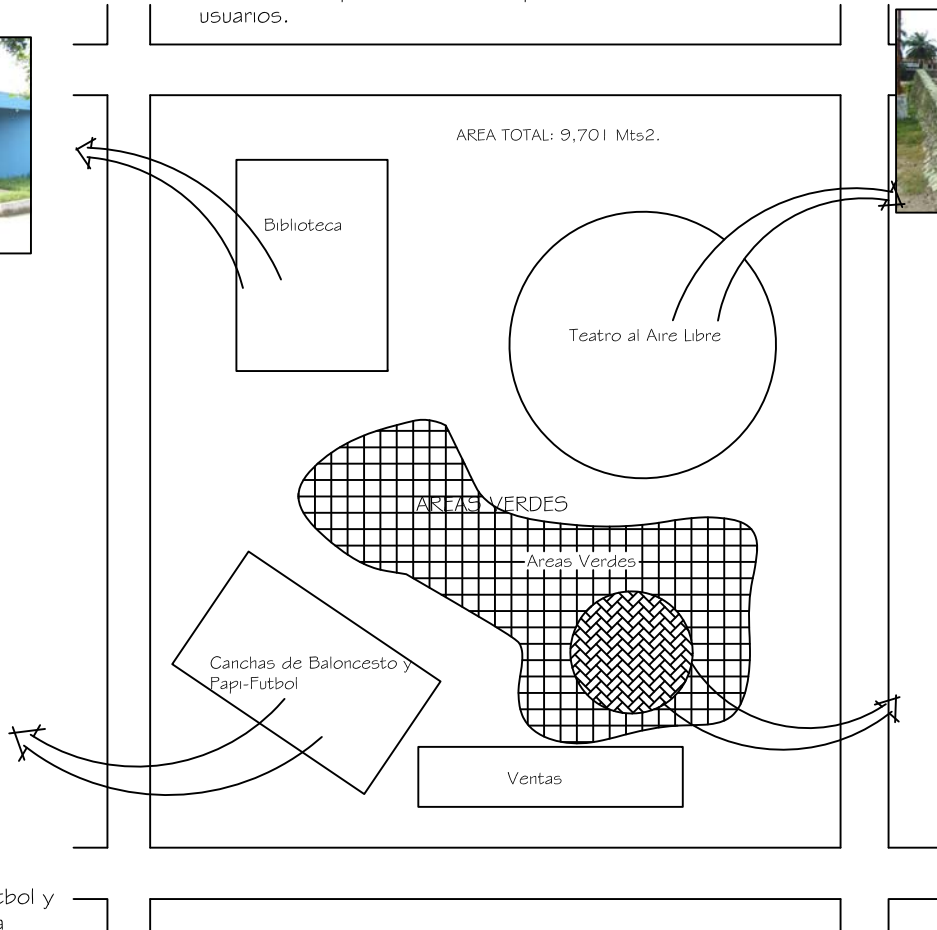 usuarios.
AREA TOTAL: 9,701 Mts2.
Biblioteca
Teatro al Aire Libre
AREAS VERDES
Areas Verdes
Canchas de Baloncesto y
Papi-Futbol
Ventas
tbol y
a